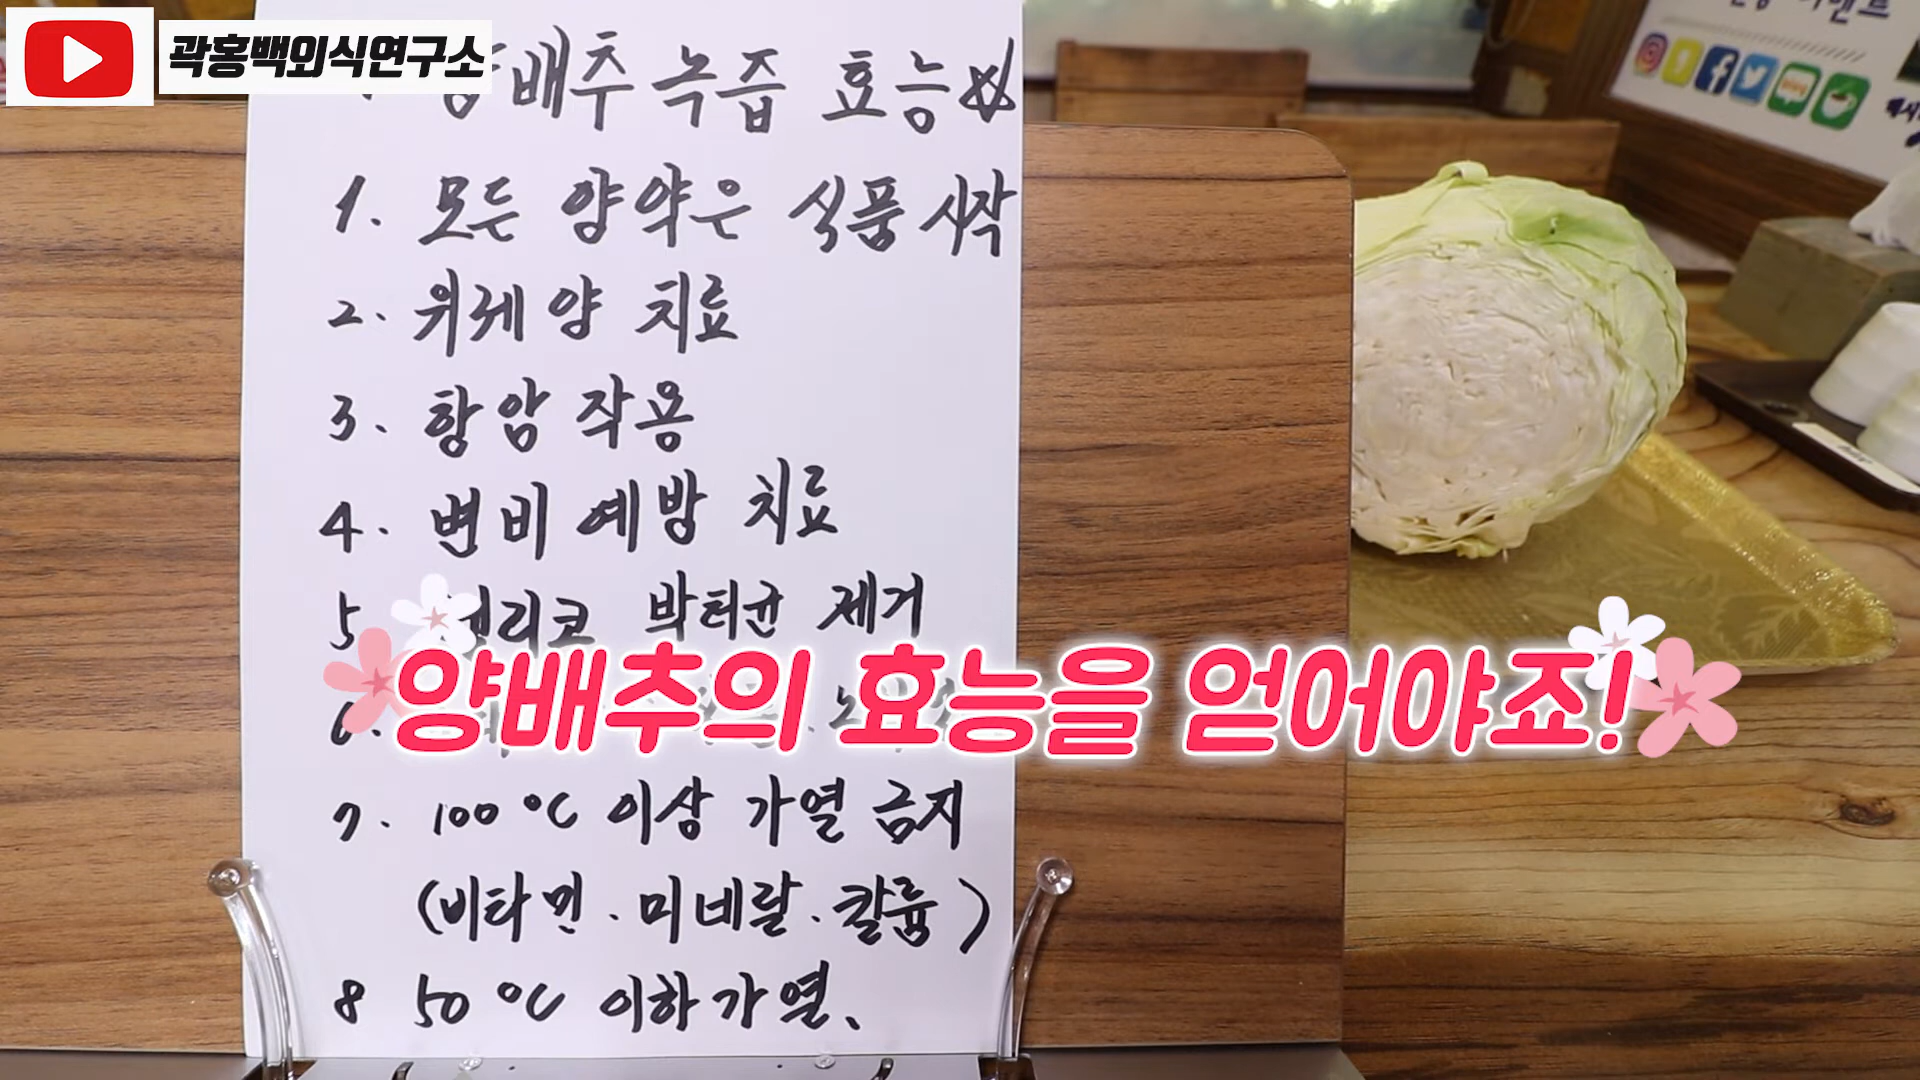 곽홍백외식연구소
양배추 녹즙 효능
1. 모든 양약은 식품 시작
2. 위궤양 치료
3. 항암 작용
4. 변비 예방 치료
5 박터균 제거
양배추의 효능을 얻어야죠!
6.
7. 100℃ 이상 가열 금지
(비타민.미네랄.칼륨)
8 50℃ 이하 가열.